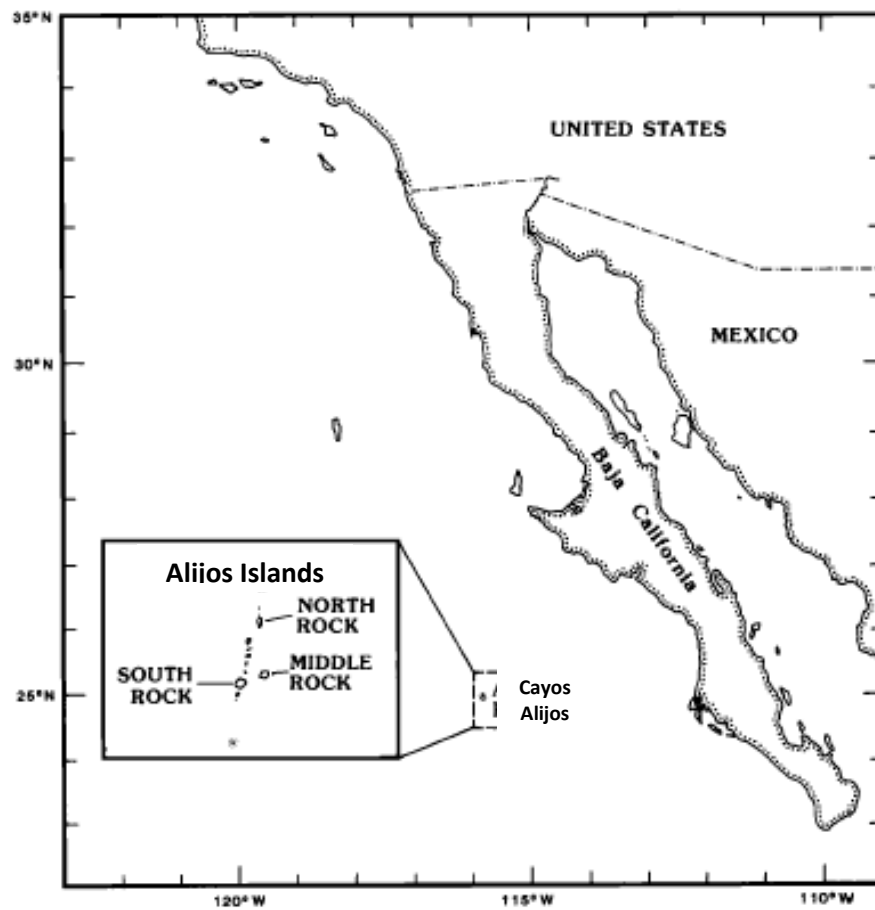 35°N
UNITED STATES
MEXICO
30°N
Baja California
Alijos Islands
NORTH
ROCK
MIDDLE
ROCK
SOUTH
ROCK
Cayos
Alijos
25°N
120°W
115°W
110°W